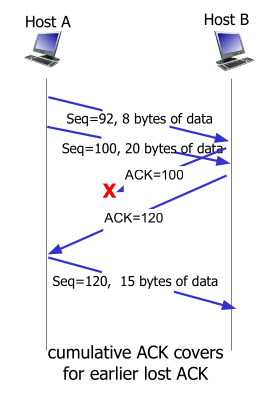 Host A
Host B
Seq=92, 8 bytes of data
Seq=100, 20 bytes of data
ACK=100
X
ACK=120
Seq=120, 15 bytes of data
cumulative ACK covers
for earlier lost ACK